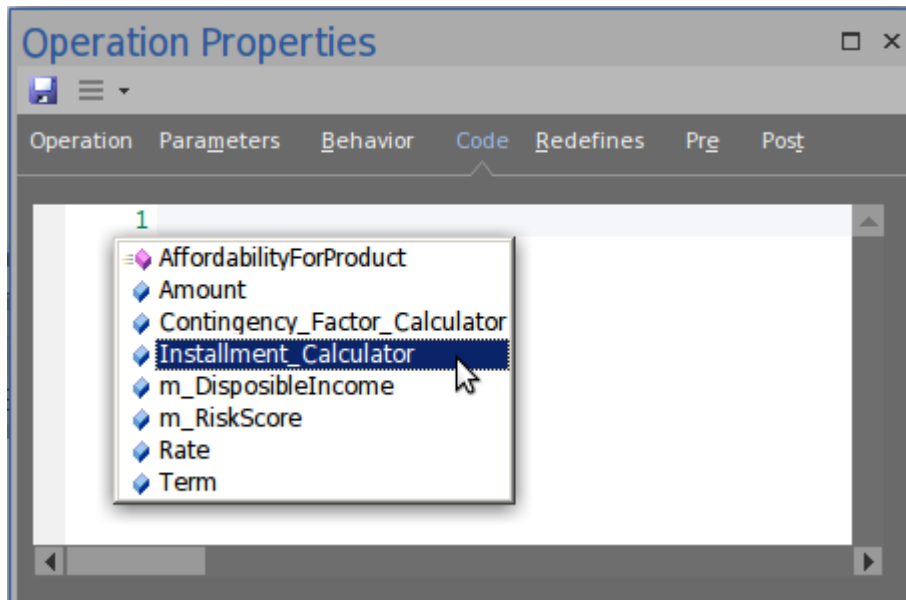 Operation Properties
Operation Parameters Behavior Code Redefines Pre Post
1
AffordabilityForProduct
Amount
Contingency_Factor_Calculator
Installment_Calculator
m_DisposibleIncome
m_RiskScore
Rate
Term